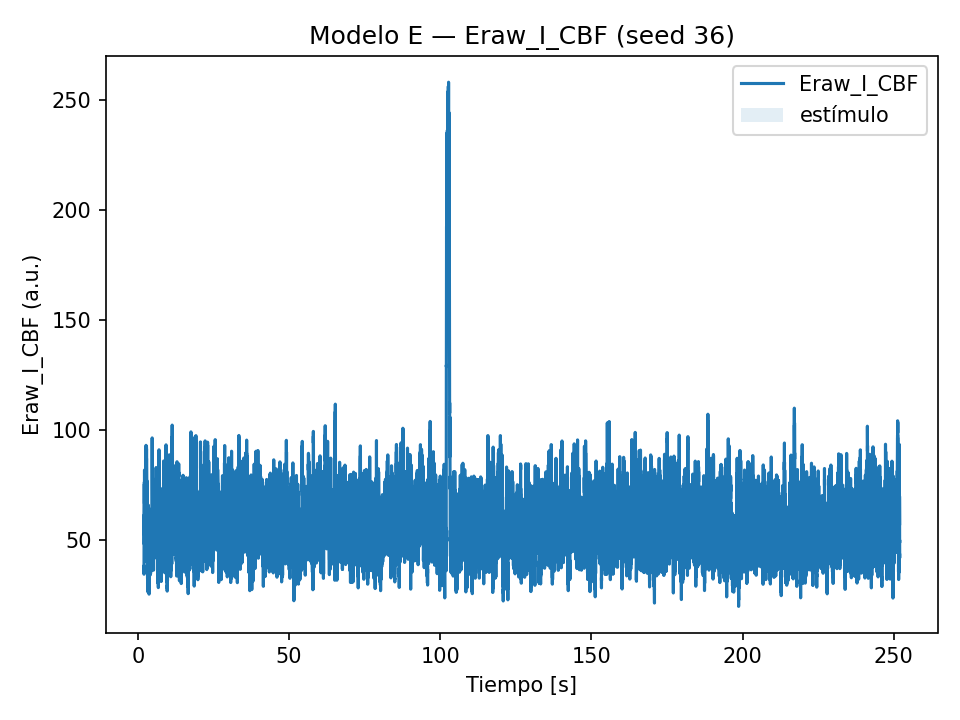 Modelo E — Eraw_I_CBF (seed 36)
Eraw_I_CBF
estímulo
Eraw_I_CBF (a.u.)
250
200
150
100
50
0 50 100 150 200 250
Tiempo [s]